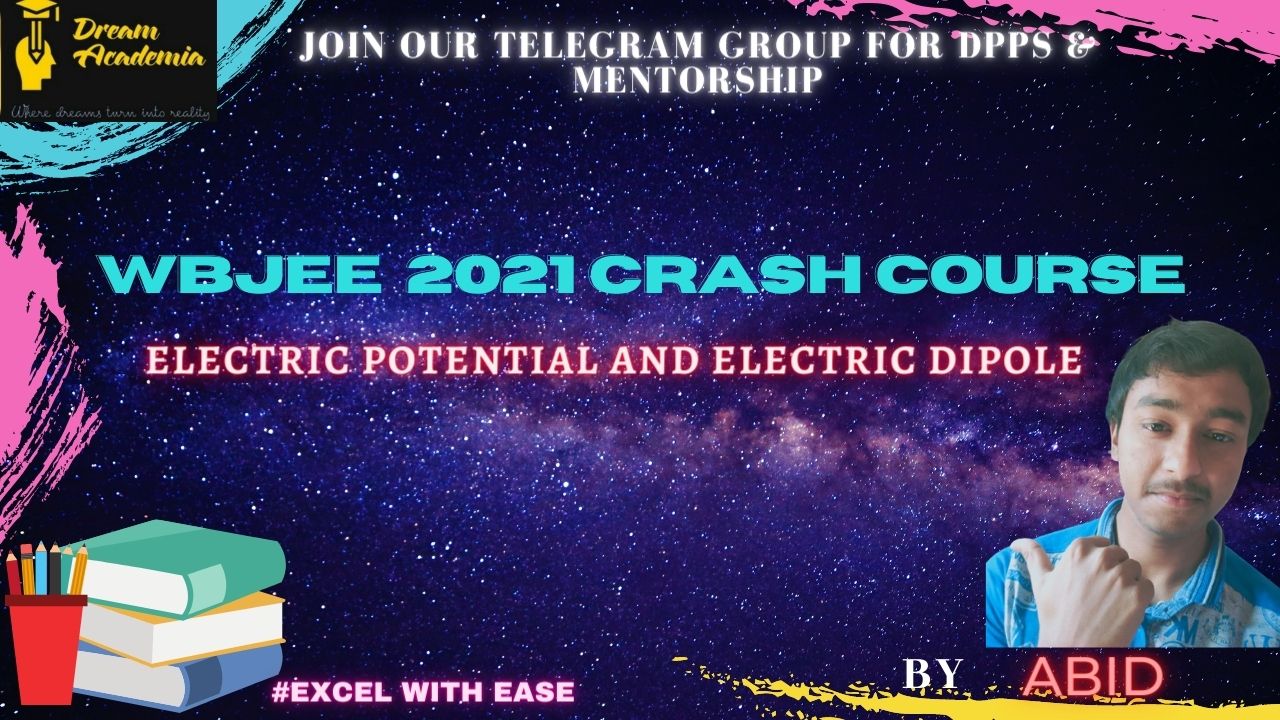 Dream
Academia
Where dreams turn into reality
JOIN OUR TELEGRAM GROUP FOR DPPS &
MENTORSHIP
WBJEE 2021 CRASH COURSE
ELECTRIC POTENTIAL AND ELECTRIC DIPOLE
#EXCEL WITH EASE
BY ABID